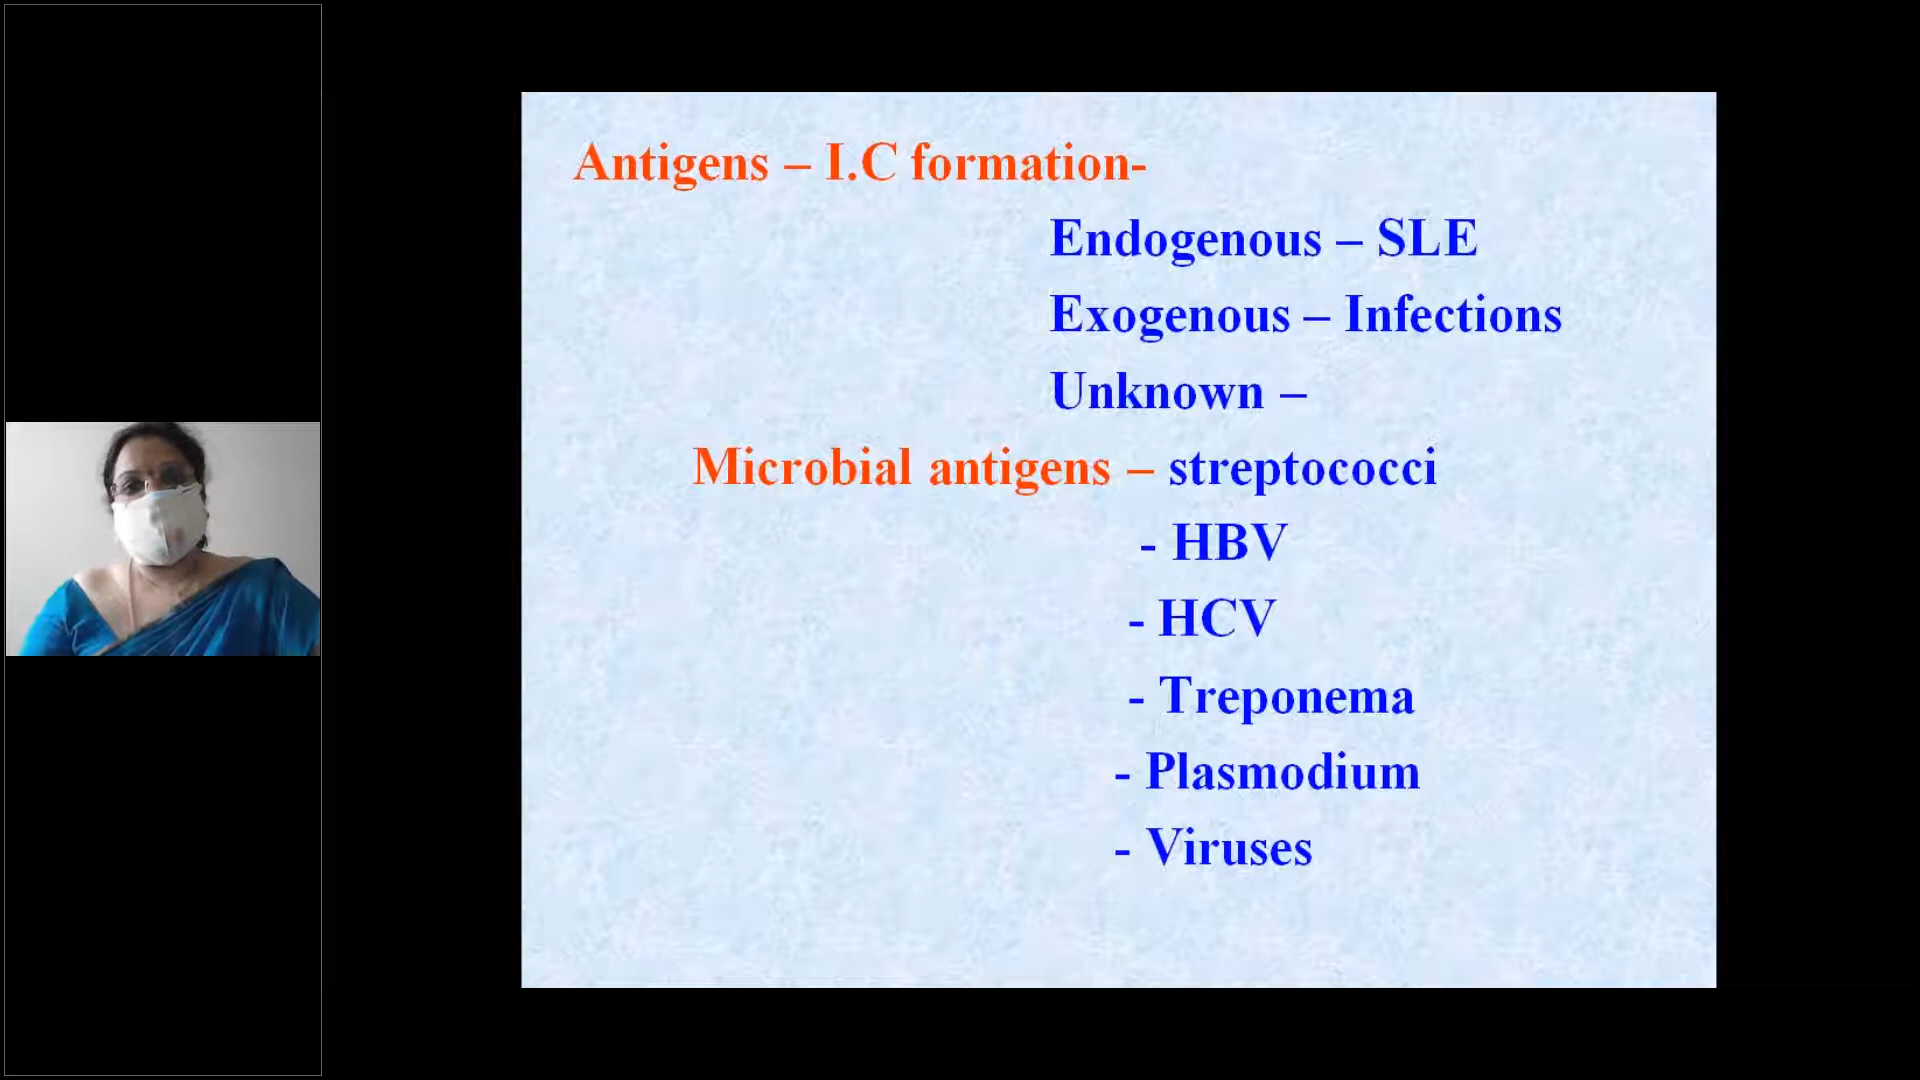 Antigens – I.C formation-
Endogenous – SLE
Exogenous – Infections
Unknown –
Microbial antigens – streptococci
- HBV
- HCV
- Treponema
- Plasmodium
- Viruses